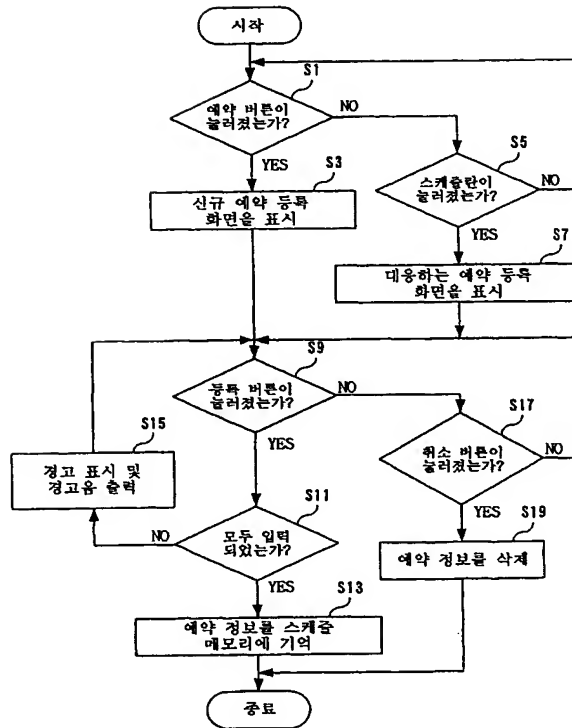 시작
S1
예약 버튼이
눌러졌는가?
NO
YES
S3
신규 예약 등록
화면을 표시
S5
스케줄란이
눌러졌는가?
NO
YES
S7
대응하는 예약 등록
화면을 표시
S9
등록 버튼이
눌러졌는가?
NO
YES
S15
경고 표시 및
경고음 출력
S11
모두 입력
되었는가?
NO
YES
S17
취소 버튼이
눌러졌는가?
NO
YES
S19
예약 정보를 삭제
S13
예약 정보를 스케줄
메모리에 기억
종료